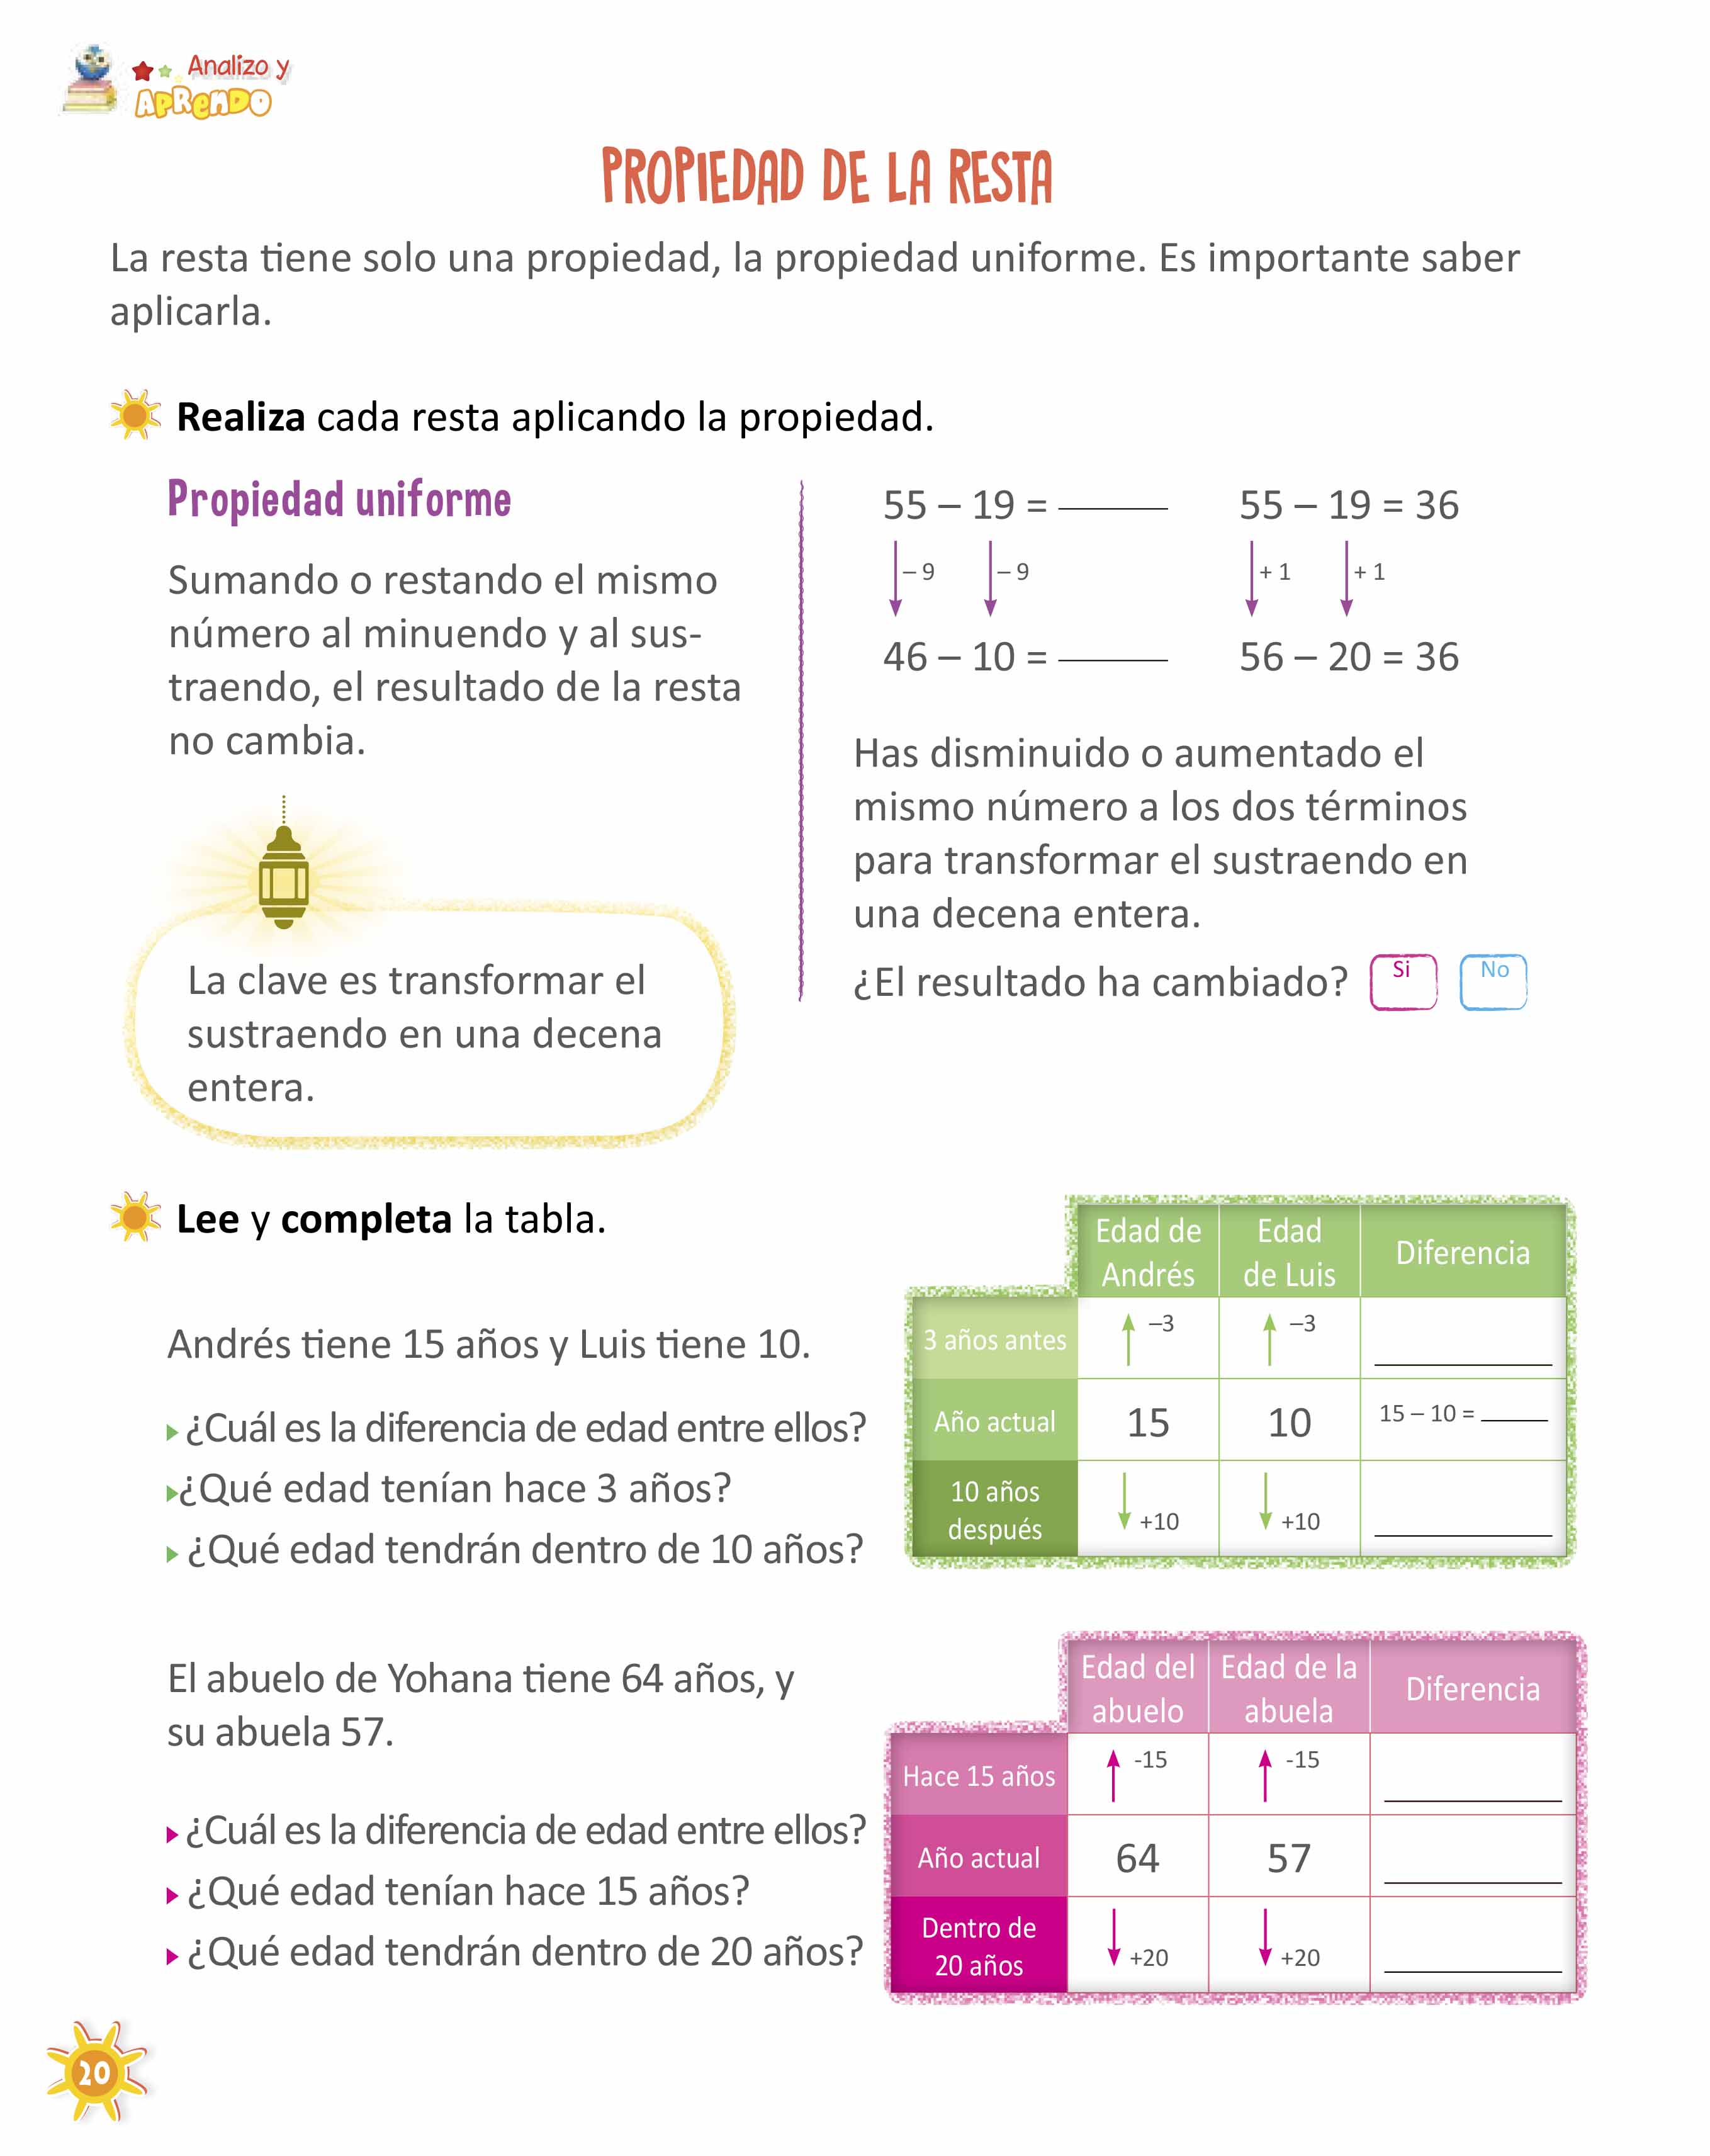 Analizo y
APRENDO
PROPIEDAD DE LA RESTA
La resta tiene solo una propiedad, la propiedad uniforme. Es importante saber
aplicarla.
Realiza cada resta aplicando la propiedad.
Propiedad uniforme
Sumando o restando el mismo
número al minuendo y al sus-
traendo, el resultado de la resta
no cambia.
La clave es transformar el
sustraendo en una decena
entera.
55 – 19 = ______ 55 – 19 = 36
– 9 – 9 + 1 + 1
46 – 10 = ______ 56 – 20 = 36
Has disminuido o aumentado el
mismo número a los dos términos
para transformar el sustraendo en
una decena entera.
¿El resultado ha cambiado? Si No
Lee y completa la tabla.
Andrés tiene 15 años y Luis tiene 10.
¿Cuál es la diferencia de edad entre ellos?
¿Qué edad tenían hace 3 años?
¿Qué edad tendrán dentro de 10 años?
Edad de Edad Diferencia
Andrés de Luis
3 años antes –3 –3 ______
Año actual 15 10 15 – 10 = ______
10 años
después +10 +10 ______
El abuelo de Yohana tiene 64 años, y
su abuela 57.
¿Cuál es la diferencia de edad entre ellos?
¿Qué edad tenían hace 15 años?
¿Qué edad tendrán dentro de 20 años?
Edad del Edad de la Diferencia
abuelo abuela
Hace 15 años -15 -15 ______
Año actual 64 57 ______
Dentro de
20 años +20 +20 ______
20